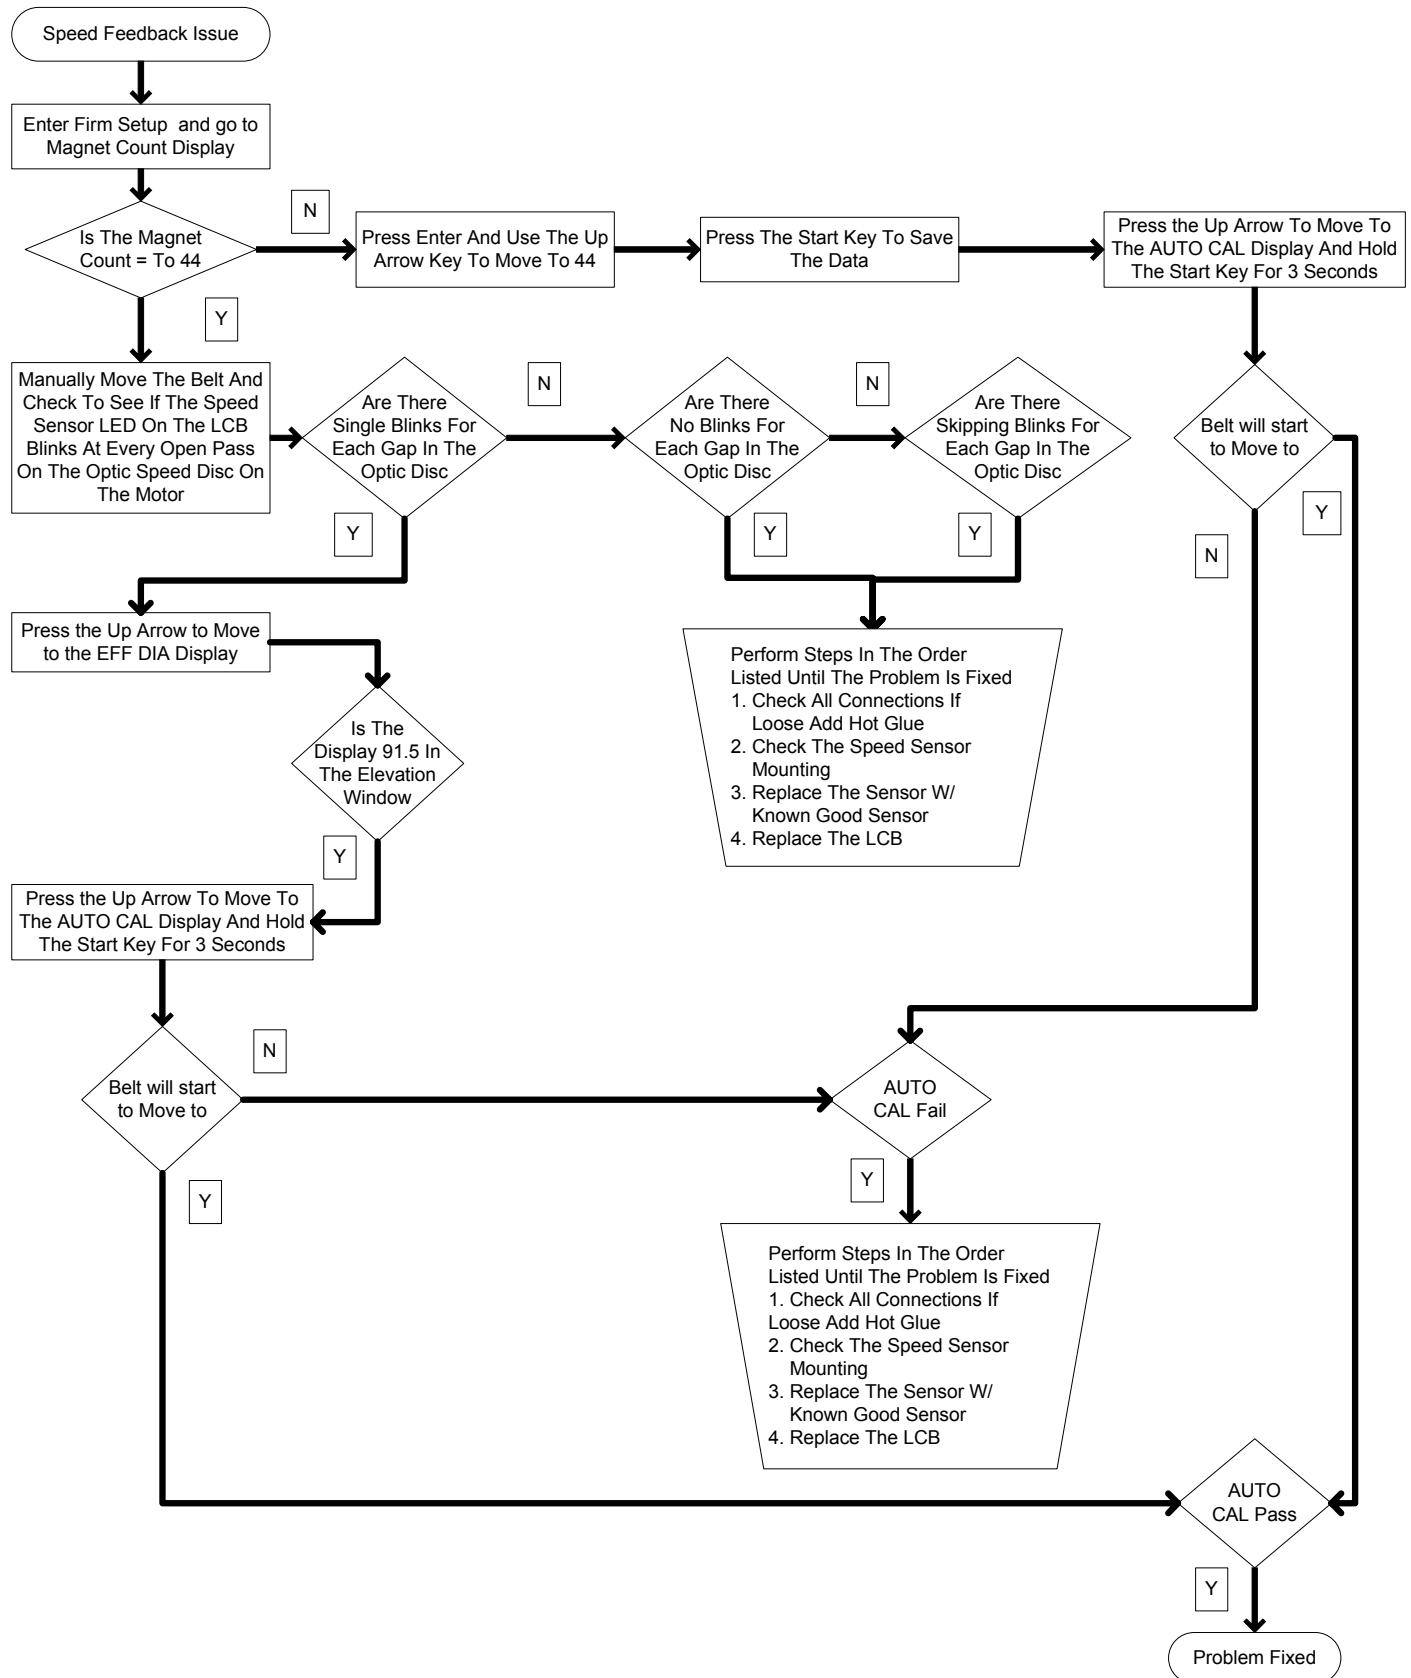 Speed Feedback Issue
Enter Firm Setup and go to
Magnet Count Display
Is The Magnet
Count = To 44
N
Press Enter And Use The Up
Arrow Key To Move To 44
Press The Start Key To Save
The Data
Press the Up Arrow To Move To
The AUTO CAL Display And Hold
The Start Key For 3 Seconds
Y
Manually Move The Belt And
Check To See If The Speed
Sensor LED On The LCB
Blinks At Every Open Pass
On The Optic Speed Disc On
The Motor
Are There
Single Blinks For
Each Gap In The
Optic Disc
N
Are There
No Blinks For
Each Gap In The
Optic Disc
N
Are There
Skipping Blinks For
Each Gap In The
Optic Disc
Belt will start
to Move to
Y
Y
Y
Y
N
Press the Up Arrow to Move
to the EFF DIA Display
Is The
Display 91.5 In
The Elevation
Window
Y
Perform Steps In The Order
Listed Until The Problem Is Fixed
1. Check All Connections If
Loose Add Hot Glue
2. Check The Speed Sensor
Mounting
3. Replace The Sensor W/
Known Good Sensor
4. Replace The LCB
Press the Up Arrow To Move To
The AUTO CAL Display And Hold
The Start Key For 3 Seconds
Belt will start
to Move to
N
AUTO
CAL Fail
Y
Y
Perform Steps In The Order
Listed Until The Problem Is Fixed
1. Check All Connections If
Loose Add Hot Glue
2. Check The Speed Sensor
Mounting
3. Replace The Sensor W/
Known Good Sensor
4. Replace The LCB
AUTO
CAL Pass
Y
Problem Fixed